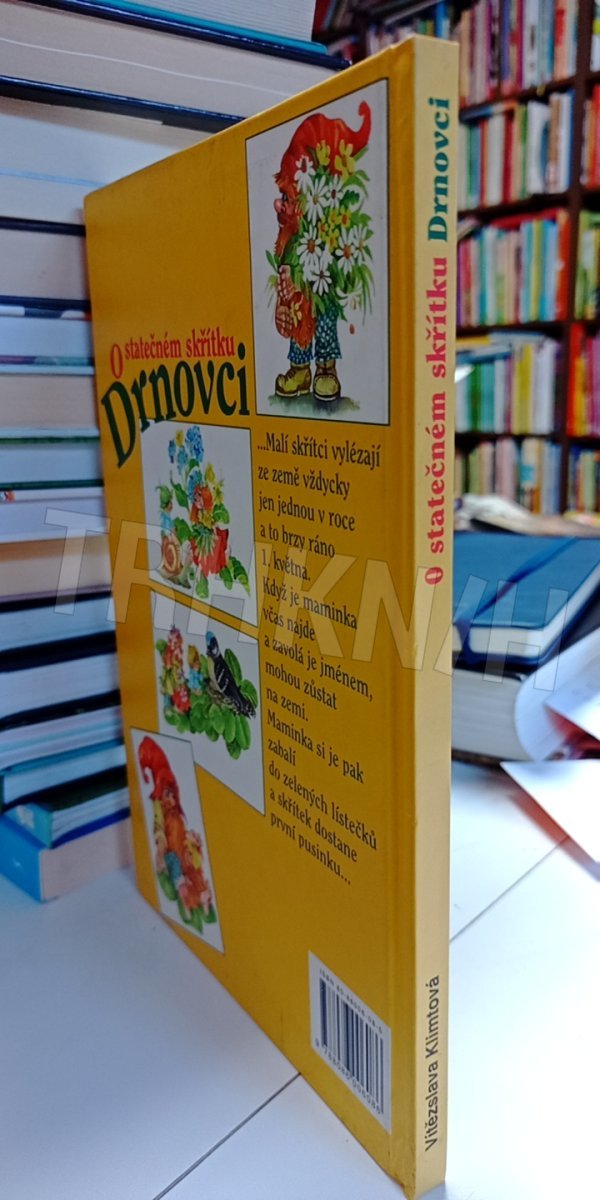 O statečném skřítku
Drnovci
...Malí skřítci vylézají
ze země vždycky
jen jednou v roce
a to brzy ráno
1. května.
Když je maminka
včas najde
a zavolá je jménem,
mohou zůstat
na zemi.
Maminka si je pak
zabalí
do zelených lístečků
a skřítek dostane
první pusinku...
O statečném skřítku Drnovci
Vítězslava Klimtová
TRHKNIH
ISBN